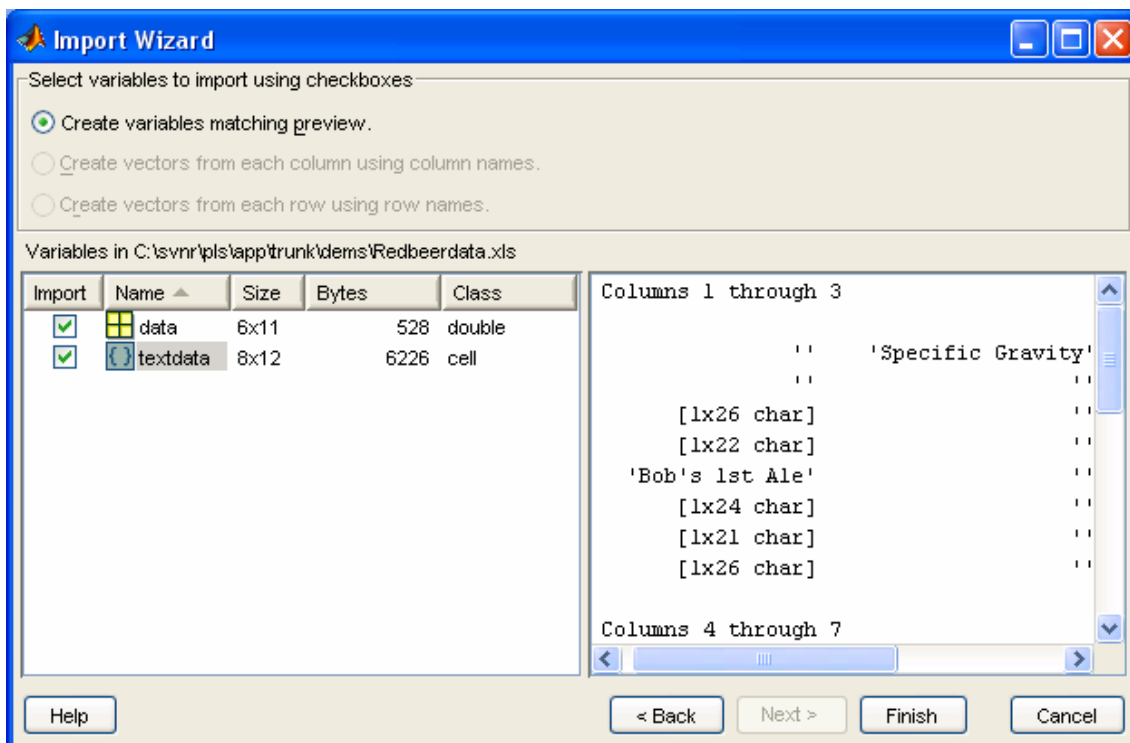 Import Wizard
Select variables to import using checkboxes
Create variables matching preview.
Create vectors from each column using column names.
Create vectors from each row using row names.
Variables in C:\svnr\pls\app\trunk\dems\Redbeerdata.xls
Import Name Size Bytes Class
data 6x11 528 double
{ } textdata 8x12 6226 cell
Columns 1 through 3
'' 'Specific Gravity'
'' ''
[1x26 char] ''
[1x22 char] ''
'Bob's 1st Ale' ''
[1x24 char] ''
[1x21 char] ''
[1x26 char] ''
Columns 4 through 7
Help < Back Next > Finish Cancel